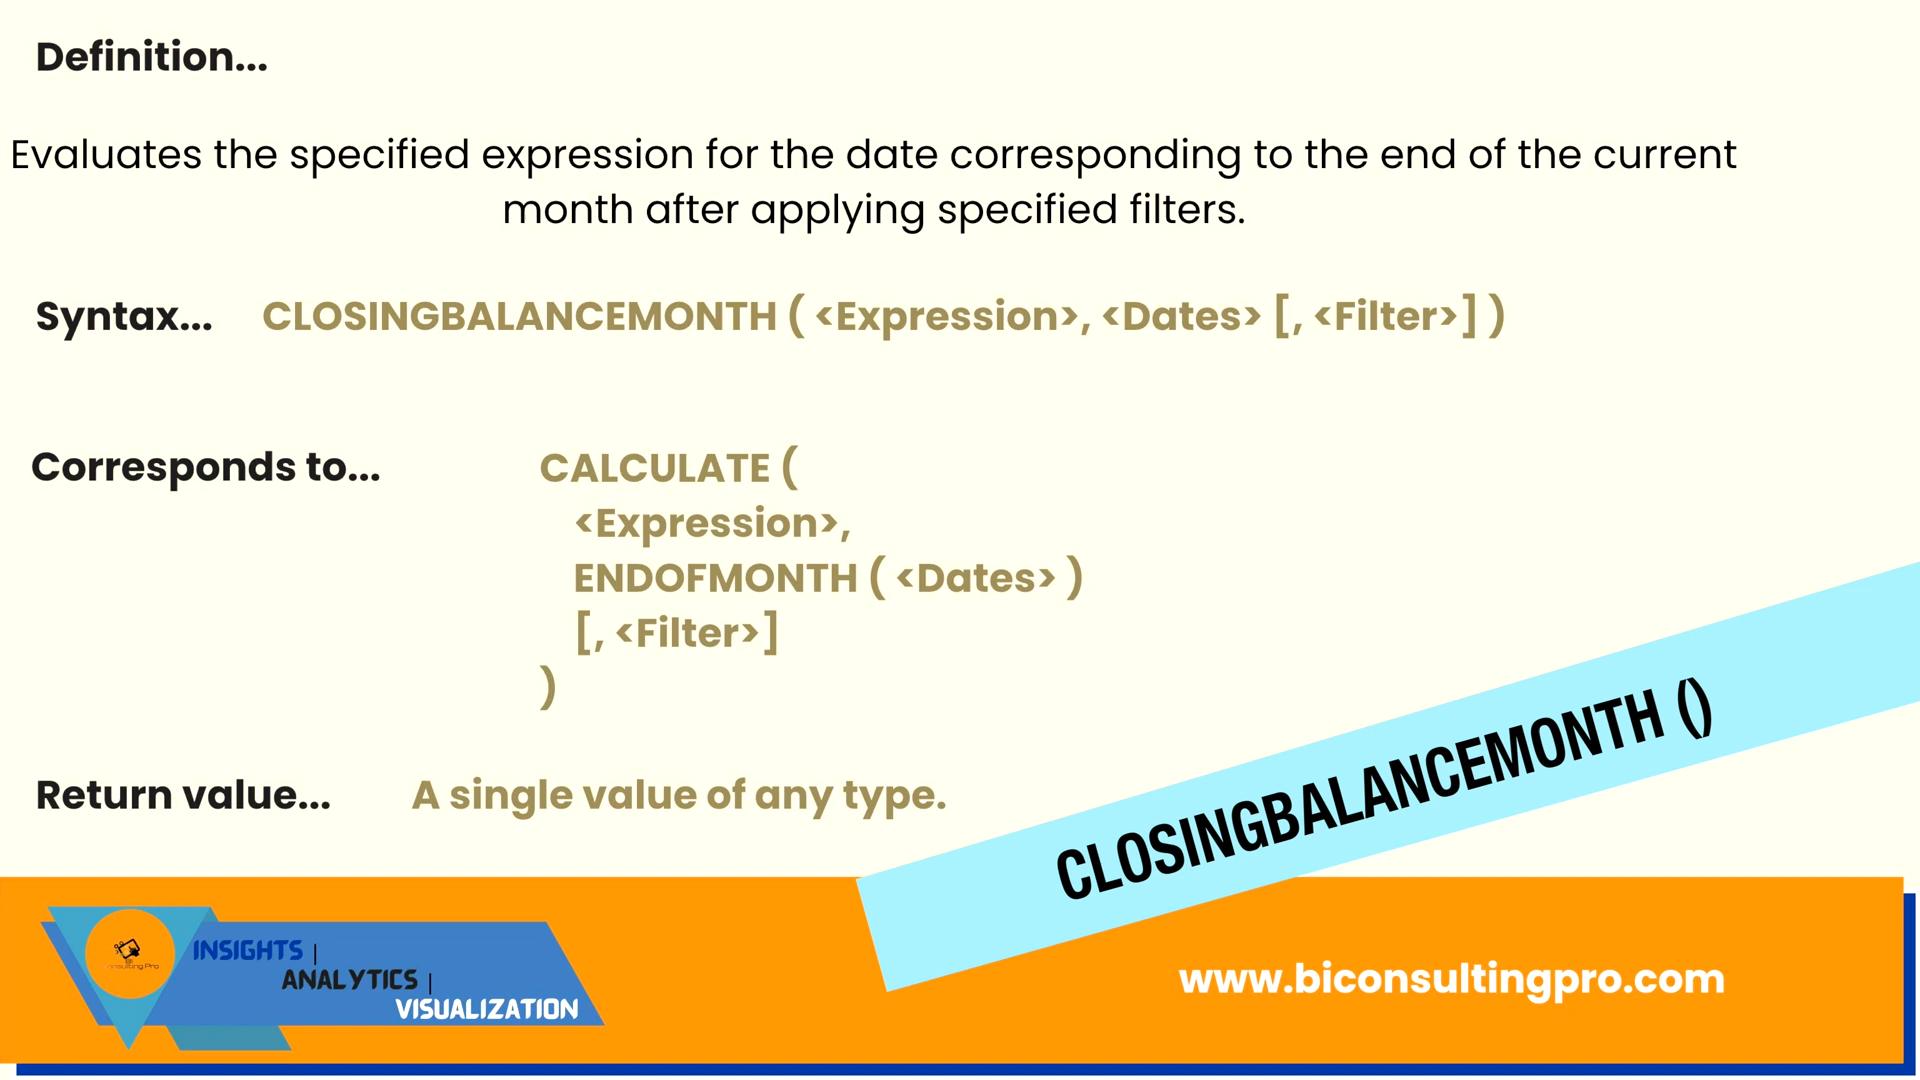 Definition...
Evaluates the specified expression for the date corresponding to the end of the current
month after applying specified filters.
Syntax... CLOSINGBALANCEMONTH ( <Expression>, <Dates> [, <Filter>] )
Corresponds to... CALCULATE (
<Expression>,
ENDOFMONTH ( <Dates> )
[, <Filter>]
)
Return value... A single value of any type.
CLOSINGBALANCEMONTH ()
INSIGHTS |
ANALYTICS |
VISUALIZATION
www.biconsultingpro.com